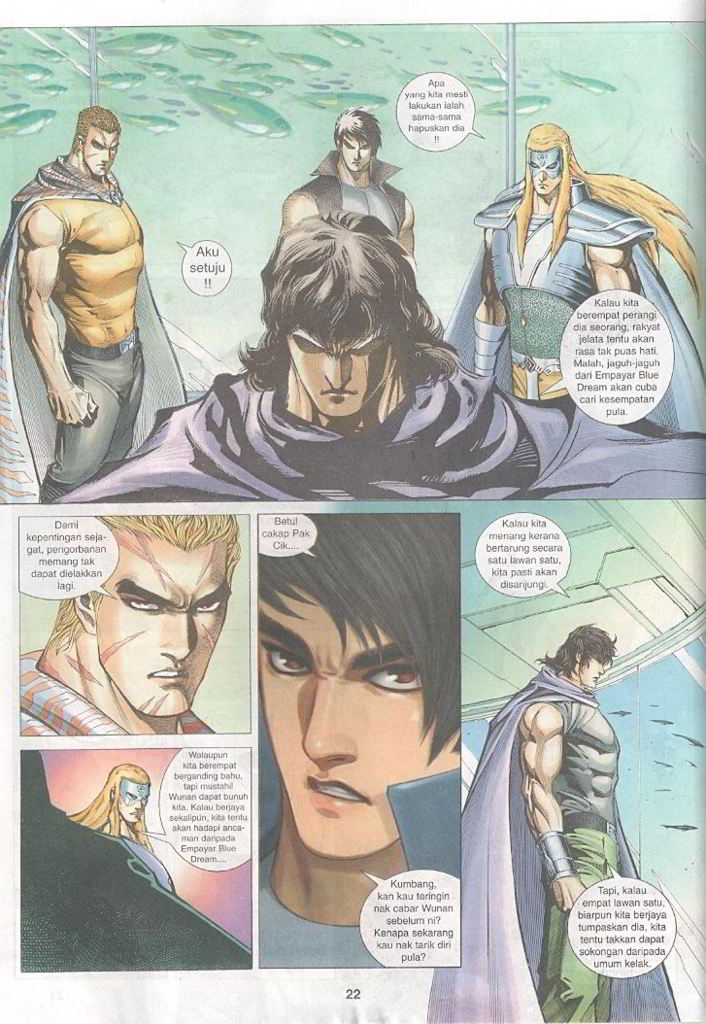 Apa
yang kita mesti
lakukan ialah
sama-sama
hapuskan dia
!!
Aku
setuju
!!
Kalau kita
berempat perangi
dia seorang, rakyat
jelata tentu akan
rasa tak puas hati.
Malah, jaguh-jaguh
dari Empayar Blue
Dream akan cuba
cari kesempatan
pula.
Dami
kepentingan seja-
gat, pengorbanan
memang tak
dapat dielakkan
lagi.
Betul
cakap Pak
Cik....
Kalau kita
menang kerana
bertarung secara
satu lawan satu,
kita pasti akan
disanjungi.
Walaupun
kita berempat
berganding bahu,
tapi mustahil
Wunan dapat bunuh
kita. Kalau berjaya
sekalipun, kita tentu
akan hadapi anca-
man daripada
Empayar Blue
Dream....
Kumbang,
kan kau teringin
nak cabar Wunan
sebelum ni?
Kenapa sekarang
kau nak tarik diri
pula?
Tapi, kalau
empat lawan satu,
biarpun kita berjaya
tumpaskan dia, kita
tentu takkan dapat
sokongan daripada
umum kelak.
22